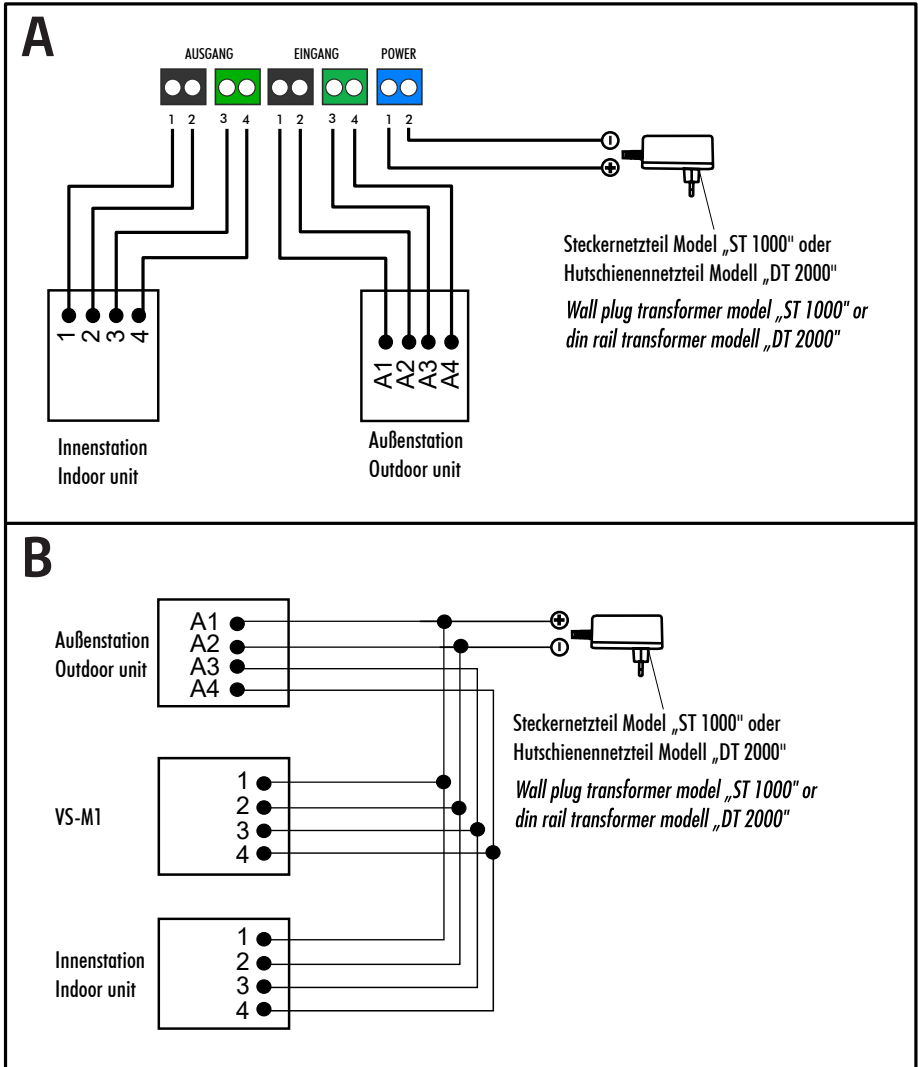 A
AUSGANG EINGANG POWER
1 2 3 4 1 2 3 4 1 2
Steckernetzteil Model „ST 1000" oder
Hutschienennetzteil Modell „DT 2000"
Wall plug transformer model „ST 1000" or
din rail transformer modell „DT 2000"
1 2 3 4
A1 A2 A3 A4
Innenstation
Indoor unit
Außenstation
Outdoor unit
B
Außenstation
Outdoor unit
A1
A2
A3
A4
Steckernetzteil Model „ST 1000" oder
Hutschienennetzteil Modell „DT 2000"
Wall plug transformer model „ST 1000" or
din rail transformer modell „DT 2000"
VS-M1
1
2
3
4
Innenstation
Indoor unit
1
2
3
4